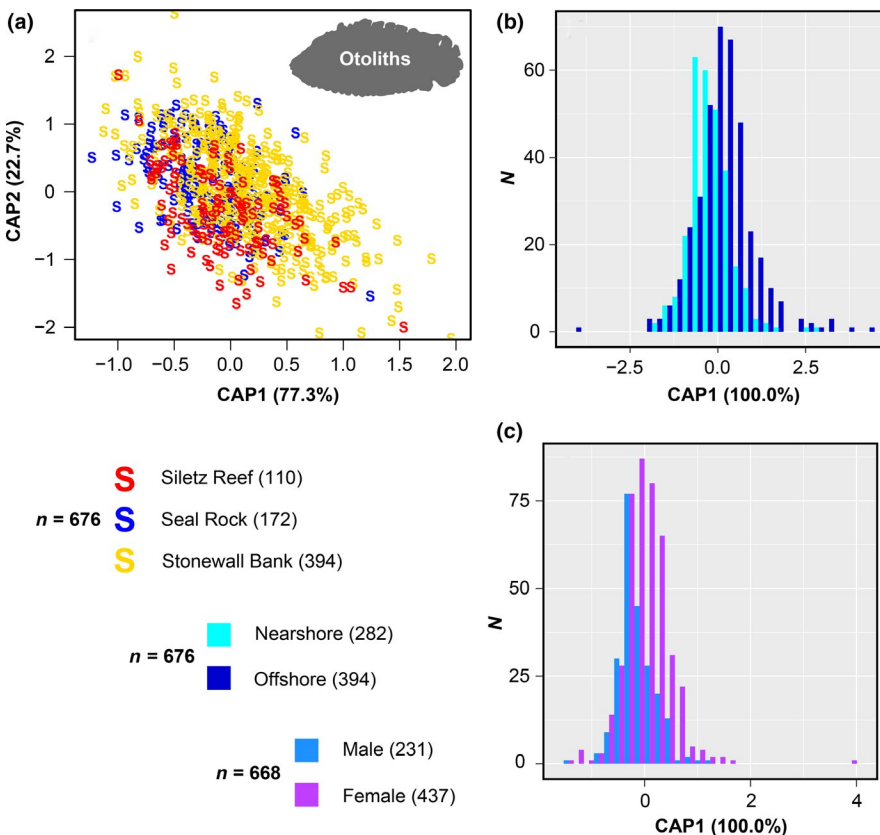 (a)
Otoliths
CAP2 (22.7%)
2
1
0
−1
−2
−1.0 −0.5 0.0 0.5 1.0 1.5 2.0
CAP1 (77.3%)
(b)
N
60
40
20
0
−2.5 0.0 2.5
CAP1 (100.0%)
(c)
N
75
50
25
0
0 2 4
CAP1 (100.0%)
n = 676
S Siletz Reef (110)
S Seal Rock (172)
S Stonewall Bank (394)
n = 676
Nearshore (282)
Offshore (394)
n = 668
Male (231)
Female (437)